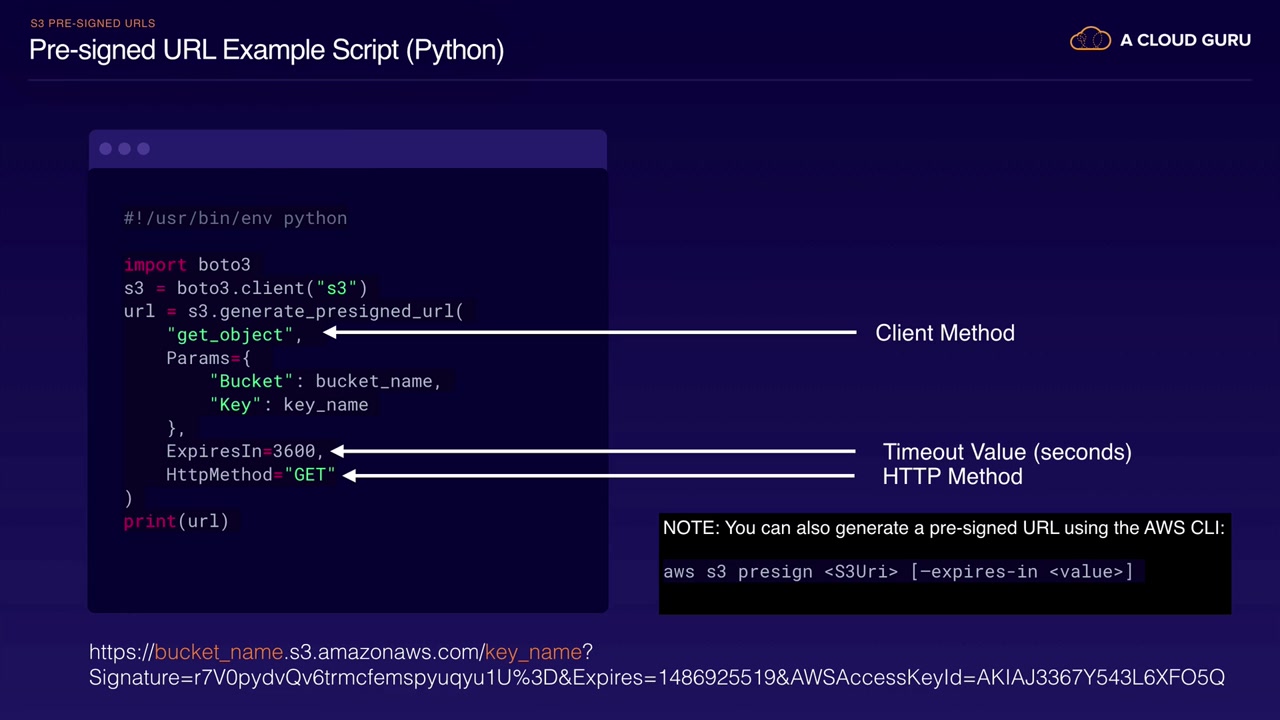 S3 PRE-SIGNED URLS
Pre-signed URL Example Script (Python)
A CLOUD GURU
#!/usr/bin/env python
import boto3
s3 = boto3.client("s3")
url = s3.generate_presigned_url(
"get_object",
Client Method
Params={
"Bucket": bucket_name,
"Key": key_name
},
ExpiresIn=3600,
Timeout Value (seconds)
HttpMethod="GET"
HTTP Method
)
print(url)
NOTE: You can also generate a pre-signed URL using the AWS CLI:
aws s3 presign <S3Uri> [—expires-in <value>]
https://bucket_name.s3.amazonaws.com/key_name?
Signature=r7V0pydvQv6trmcfemspyuqyu1U%3D&Expires=1486925519&AWSAccessKeyId=AKIAJ3367Y543L6XFO5Q